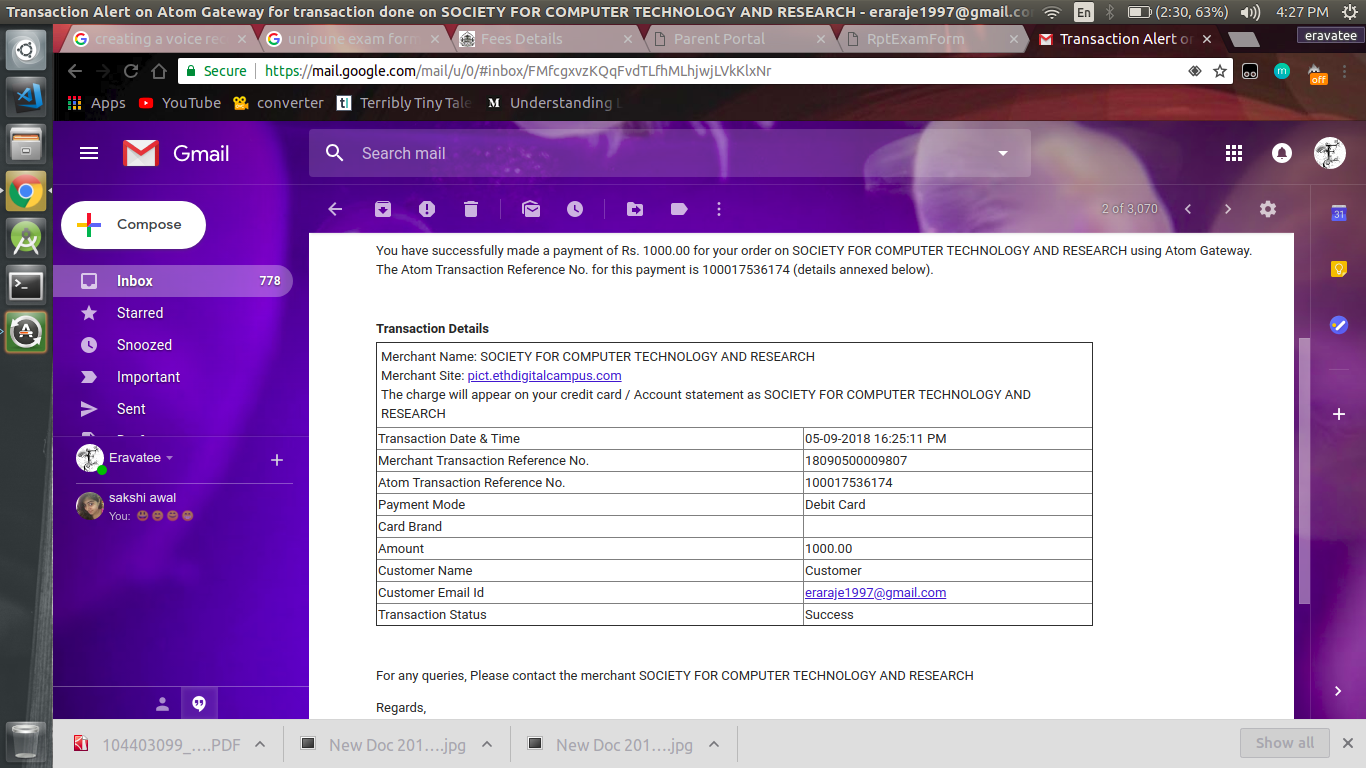 Transaction Alert on Atom Gateway for transaction done on SOCIETY FOR COMPUTER TECHNOLOGY AND RESEARCH - eraraje1997@gmail.co
En
(2:30, 63%)
4:27 PM
creating a voice rec
unipune exam form
Fees Details
Parent Portal
RptExamForm
Transaction Alert o
eravatee
Secure
https://mail.google.com/mail/u/0/#inbox/FMfcgxvzKQqFvdTLfhMLhjwjLVkKlxNr
m
off
Apps
YouTube
converter
Terribly Tiny Tale
Understanding
Gmail
Search mail
Compose
2 of 3,070
31
Inbox 778
Starred
Snoozed
Important
Sent
Eravatee
sakshi awal
You:
You have successfully made a payment of Rs. 1000.00 for your order on SOCIETY FOR COMPUTER TECHNOLOGY AND RESEARCH using Atom Gateway.
The Atom Transaction Reference No. for this payment is 100017536174 (details annexed below).
Transaction Details
Merchant Name: SOCIETY FOR COMPUTER TECHNOLOGY AND RESEARCH
Merchant Site: pict.ethdigitalcampus.com
The charge will appear on your credit card / Account statement as SOCIETY FOR COMPUTER TECHNOLOGY AND
RESEARCH
Transaction Date & Time 05-09-2018 16:25:11 PM
Merchant Transaction Reference No. 18090500009807
Atom Transaction Reference No. 100017536174
Payment Mode Debit Card
Card Brand
Amount 1000.00
Customer Name Customer
Customer Email Id eraraje1997@gmail.com
Transaction Status Success
For any queries, Please contact the merchant SOCIETY FOR COMPUTER TECHNOLOGY AND RESEARCH
Regards,
104403099_....PDF
New Doc 201....jpg
New Doc 201....jpg
Show all